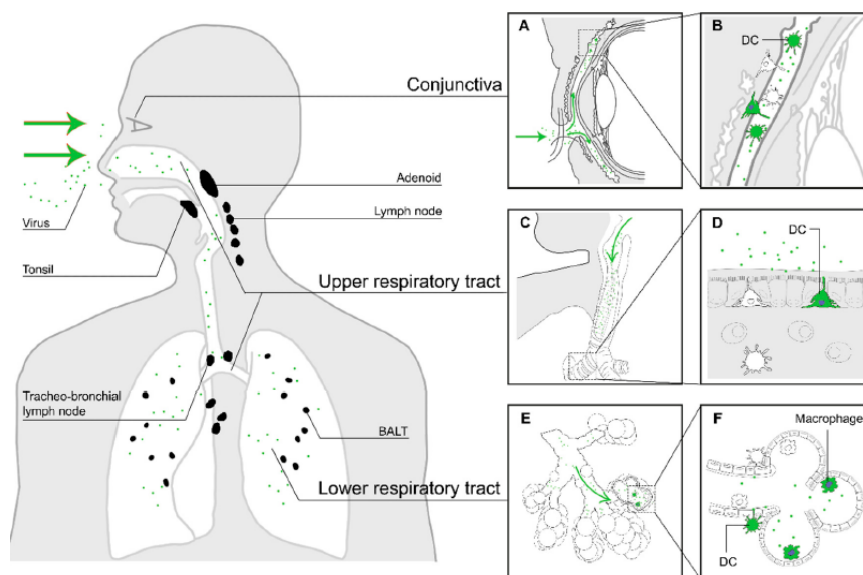 A
B
DC
Conjunctiva
Adenoid
Lymph node
Virus
Tonsil
C
D
DC
Upper respiratory tract
Tracheo-bronchial
lymph node
BALT
E
F
Macrophage
Lower respiratory tract
DC